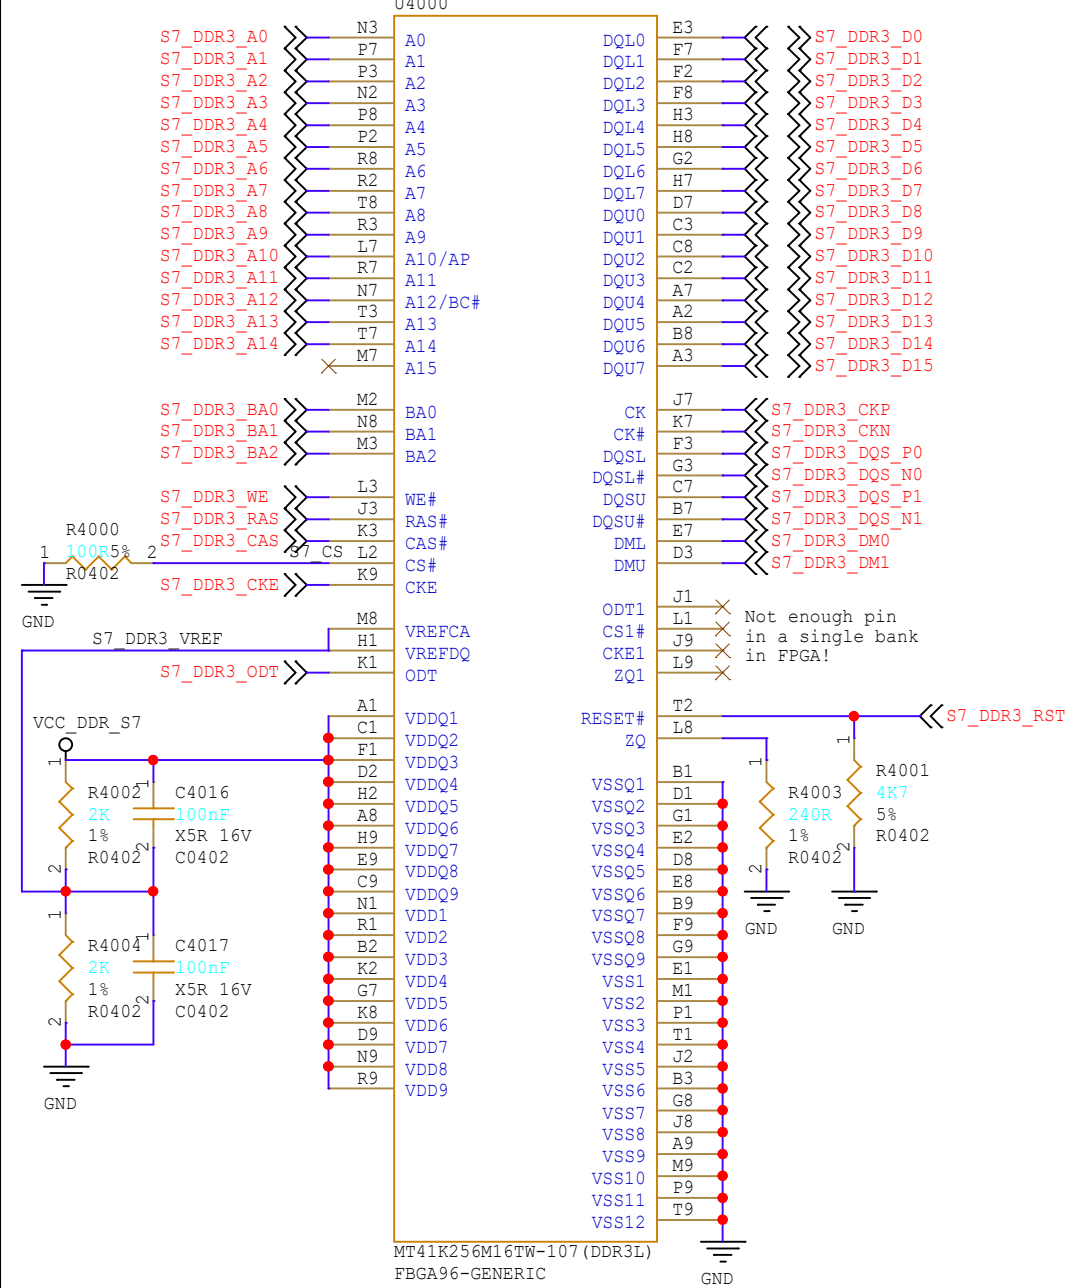 U4000
S7_DDR3_A0 N3 A0 DQL0 E3 S7_DDR3_D0
S7_DDR3_A1 P7 A1 DQL1 F7 S7_DDR3_D1
S7_DDR3_A2 P3 A2 DQL2 F2 S7_DDR3_D2
S7_DDR3_A3 N2 A3 DQL3 F8 S7_DDR3_D3
S7_DDR3_A4 P8 A4 DQL4 H3 S7_DDR3_D4
S7_DDR3_A5 P2 A5 DQL5 H8 S7_DDR3_D5
S7_DDR3_A6 R8 A6 DQL6 G2 S7_DDR3_D6
S7_DDR3_A7 R2 A7 DQL7 H7 S7_DDR3_D7
S7_DDR3_A8 T8 A8 DQU0 D7 S7_DDR3_D8
S7_DDR3_A9 R3 A9 DQU1 C3 S7_DDR3_D9
S7_DDR3_A10 L7 A10/AP DQU2 C8 S7_DDR3_D10
S7_DDR3_A11 R7 A11 DQU3 C2 S7_DDR3_D11
S7_DDR3_A12 N7 A12/BC# DQU4 A7 S7_DDR3_D12
S7_DDR3_A13 T3 A13 DQU5 A2 S7_DDR3_D13
S7_DDR3_A14 T7 A14 DQU6 B8 S7_DDR3_D14
M7 A15 DQU7 A3 S7_DDR3_D15
S7_DDR3_BA0 M2 BA0 CK J7 S7_DDR3_CKP
S7_DDR3_BA1 N8 BA1 CK# K7 S7_DDR3_CKN
S7_DDR3_BA2 M3 BA2 DQSL F3 S7_DDR3_DQS_P0
DQSL# G3 S7_DDR3_DQS_N0
S7_DDR3_WE L3 WE# DQSU C7 S7_DDR3_DQS_P1
S7_DDR3_RAS J3 RAS# DQSU# B7 S7_DDR3_DQS_N1
S7_DDR3_CAS K3 CAS# DML E7 S7_DDR3_DM0
R4000
1 100R 5% 2 S7_CS L2 CS# DMU D3 S7_DDR3_DM1
R0402
S7_DDR3_CKE K9 CKE
GND
ODT1 J1
Not enough pin
S7_DDR3_VREF M8 VREFCA CS1# L1
in a single bank
H1 VREFDQ CKE1 J9
in FPGA!
S7_DDR3_ODT K1 ODT ZQ1 L9
VCC_DDR_S7 A1 VDDQ1 RESET# T2 S7_DDR3_RST
C1 VDDQ2 ZQ L8
1 F1 VDDQ3 1 1
R4002 1 C4016 D2 VDDQ4 VSSQ1 B1 R4003 R4001
2K 100nF H2 VDDQ5 VSSQ2 D1 240R 4K7
1% X5R 16V A8 VDDQ6 VSSQ3 G1 1% 5%
R0402 2 C0402 H9 VDDQ7 VSSQ4 E2 R0402 2 R0402
2 E9 VDDQ8 VSSQ5 D8 2
C9 VDDQ9 VSSQ6 E8
1 N1 VDD1 VSSQ7 B9
R1 VDD2 VSSQ8 F9 GND GND
R4004 1 C4017 B2 VDD3 VSSQ9 G9
2K 100nF K2 VDD4 VSS1 E1
1% X5R 16V G7 VDD5 VSS2 M1
R0402 2 C0402 K8 VDD6 VSS3 P1
2 D9 VDD7 VSS4 T1
N9 VDD8 VSS5 J2
R9 VDD9 VSS6 B3
GND
VSS7 G8
VSS8 J8
VSS9 A9
VSS10 M9
VSS11 P9
VSS12 T9
MT41K256M16TW-107(DDR3L)
FBGA96-GENERIC
GND